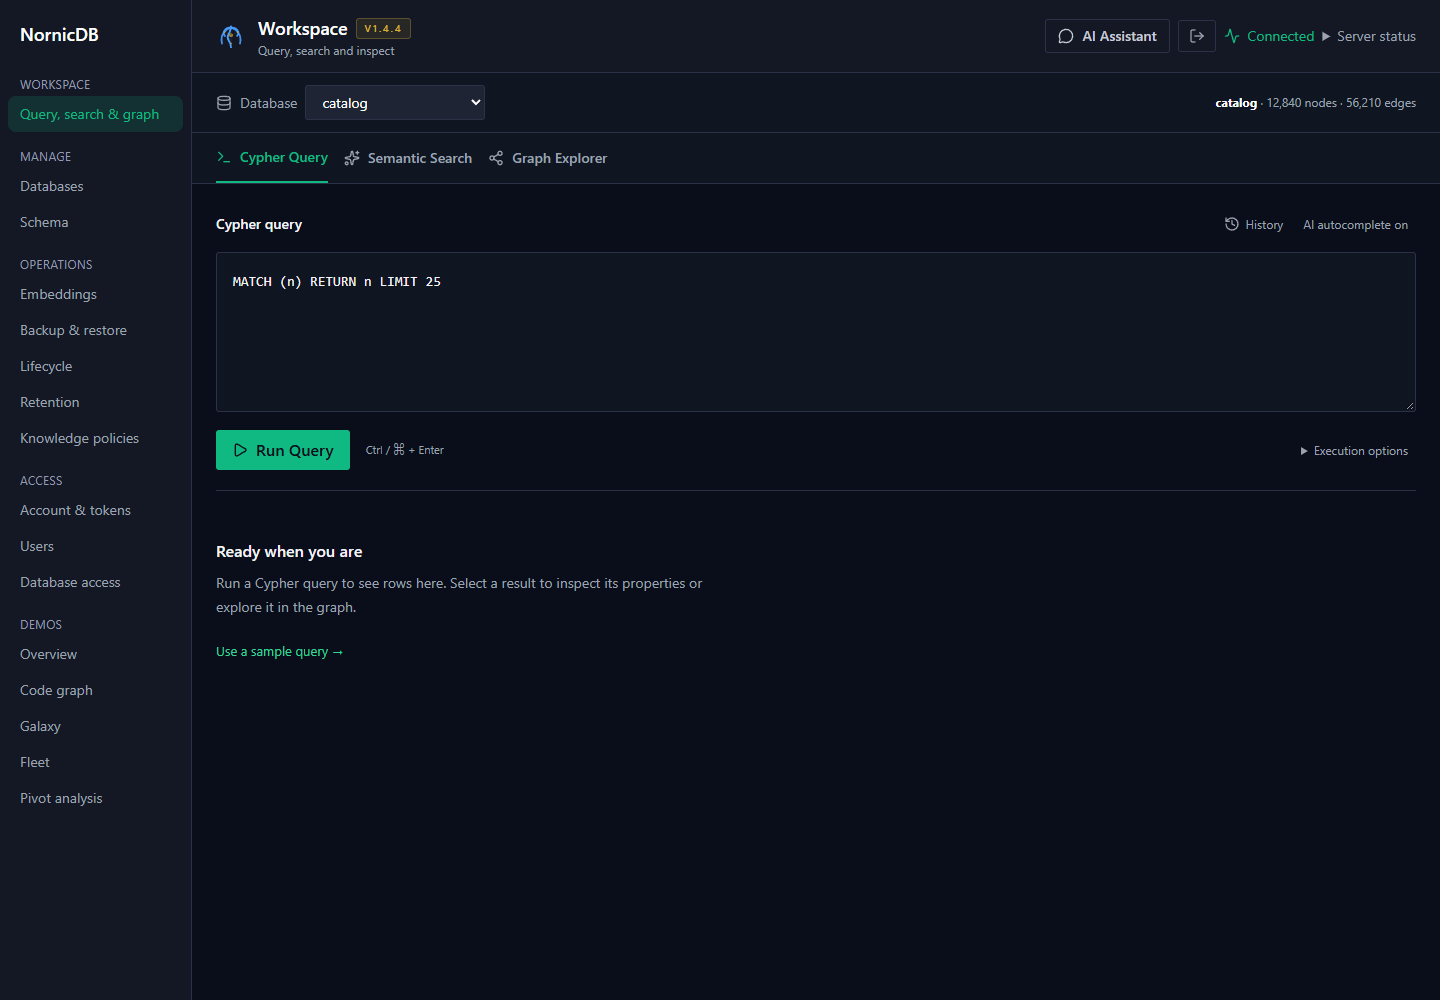 NornicDB
WORKSPACE
Query, search & graph
MANAGE
Databases
Schema
OPERATIONS
Embeddings
Backup & restore
Lifecycle
Retention
Knowledge policies
ACCESS
Account & tokens
Users
Database access
DEMOS
Overview
Code graph
Galaxy
Fleet
Pivot analysis
Workspace V1.4.4
Query, search and inspect
AI Assistant
Connected ▶ Server status
Database catalog
catalog · 12,840 nodes · 56,210 edges
Cypher Query Semantic Search Graph Explorer
Cypher query
History AI autocomplete on
MATCH (n) RETURN n LIMIT 25
Run Query Ctrl / ⌘ + Enter
▶ Execution options
Ready when you are
Run a Cypher query to see rows here. Select a result to inspect its properties or
explore it in the graph.
Use a sample query →